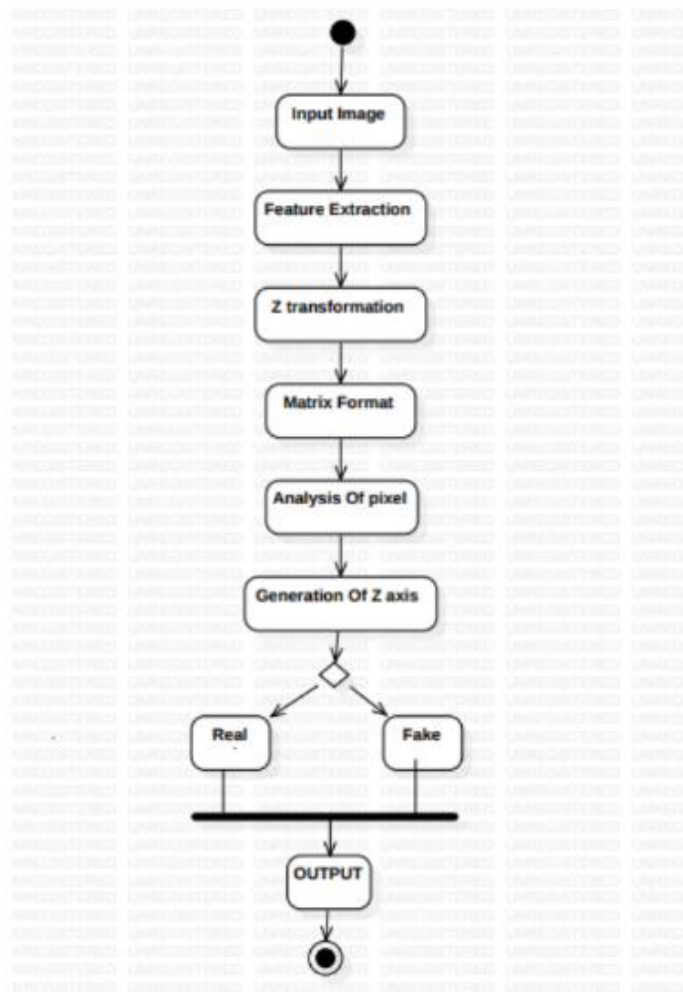 Input Image
Feature Extraction
Z transformation
Matrix Format
Analysis Of pixel
Generation Of Z axis
Real
Fake
OUTPUT